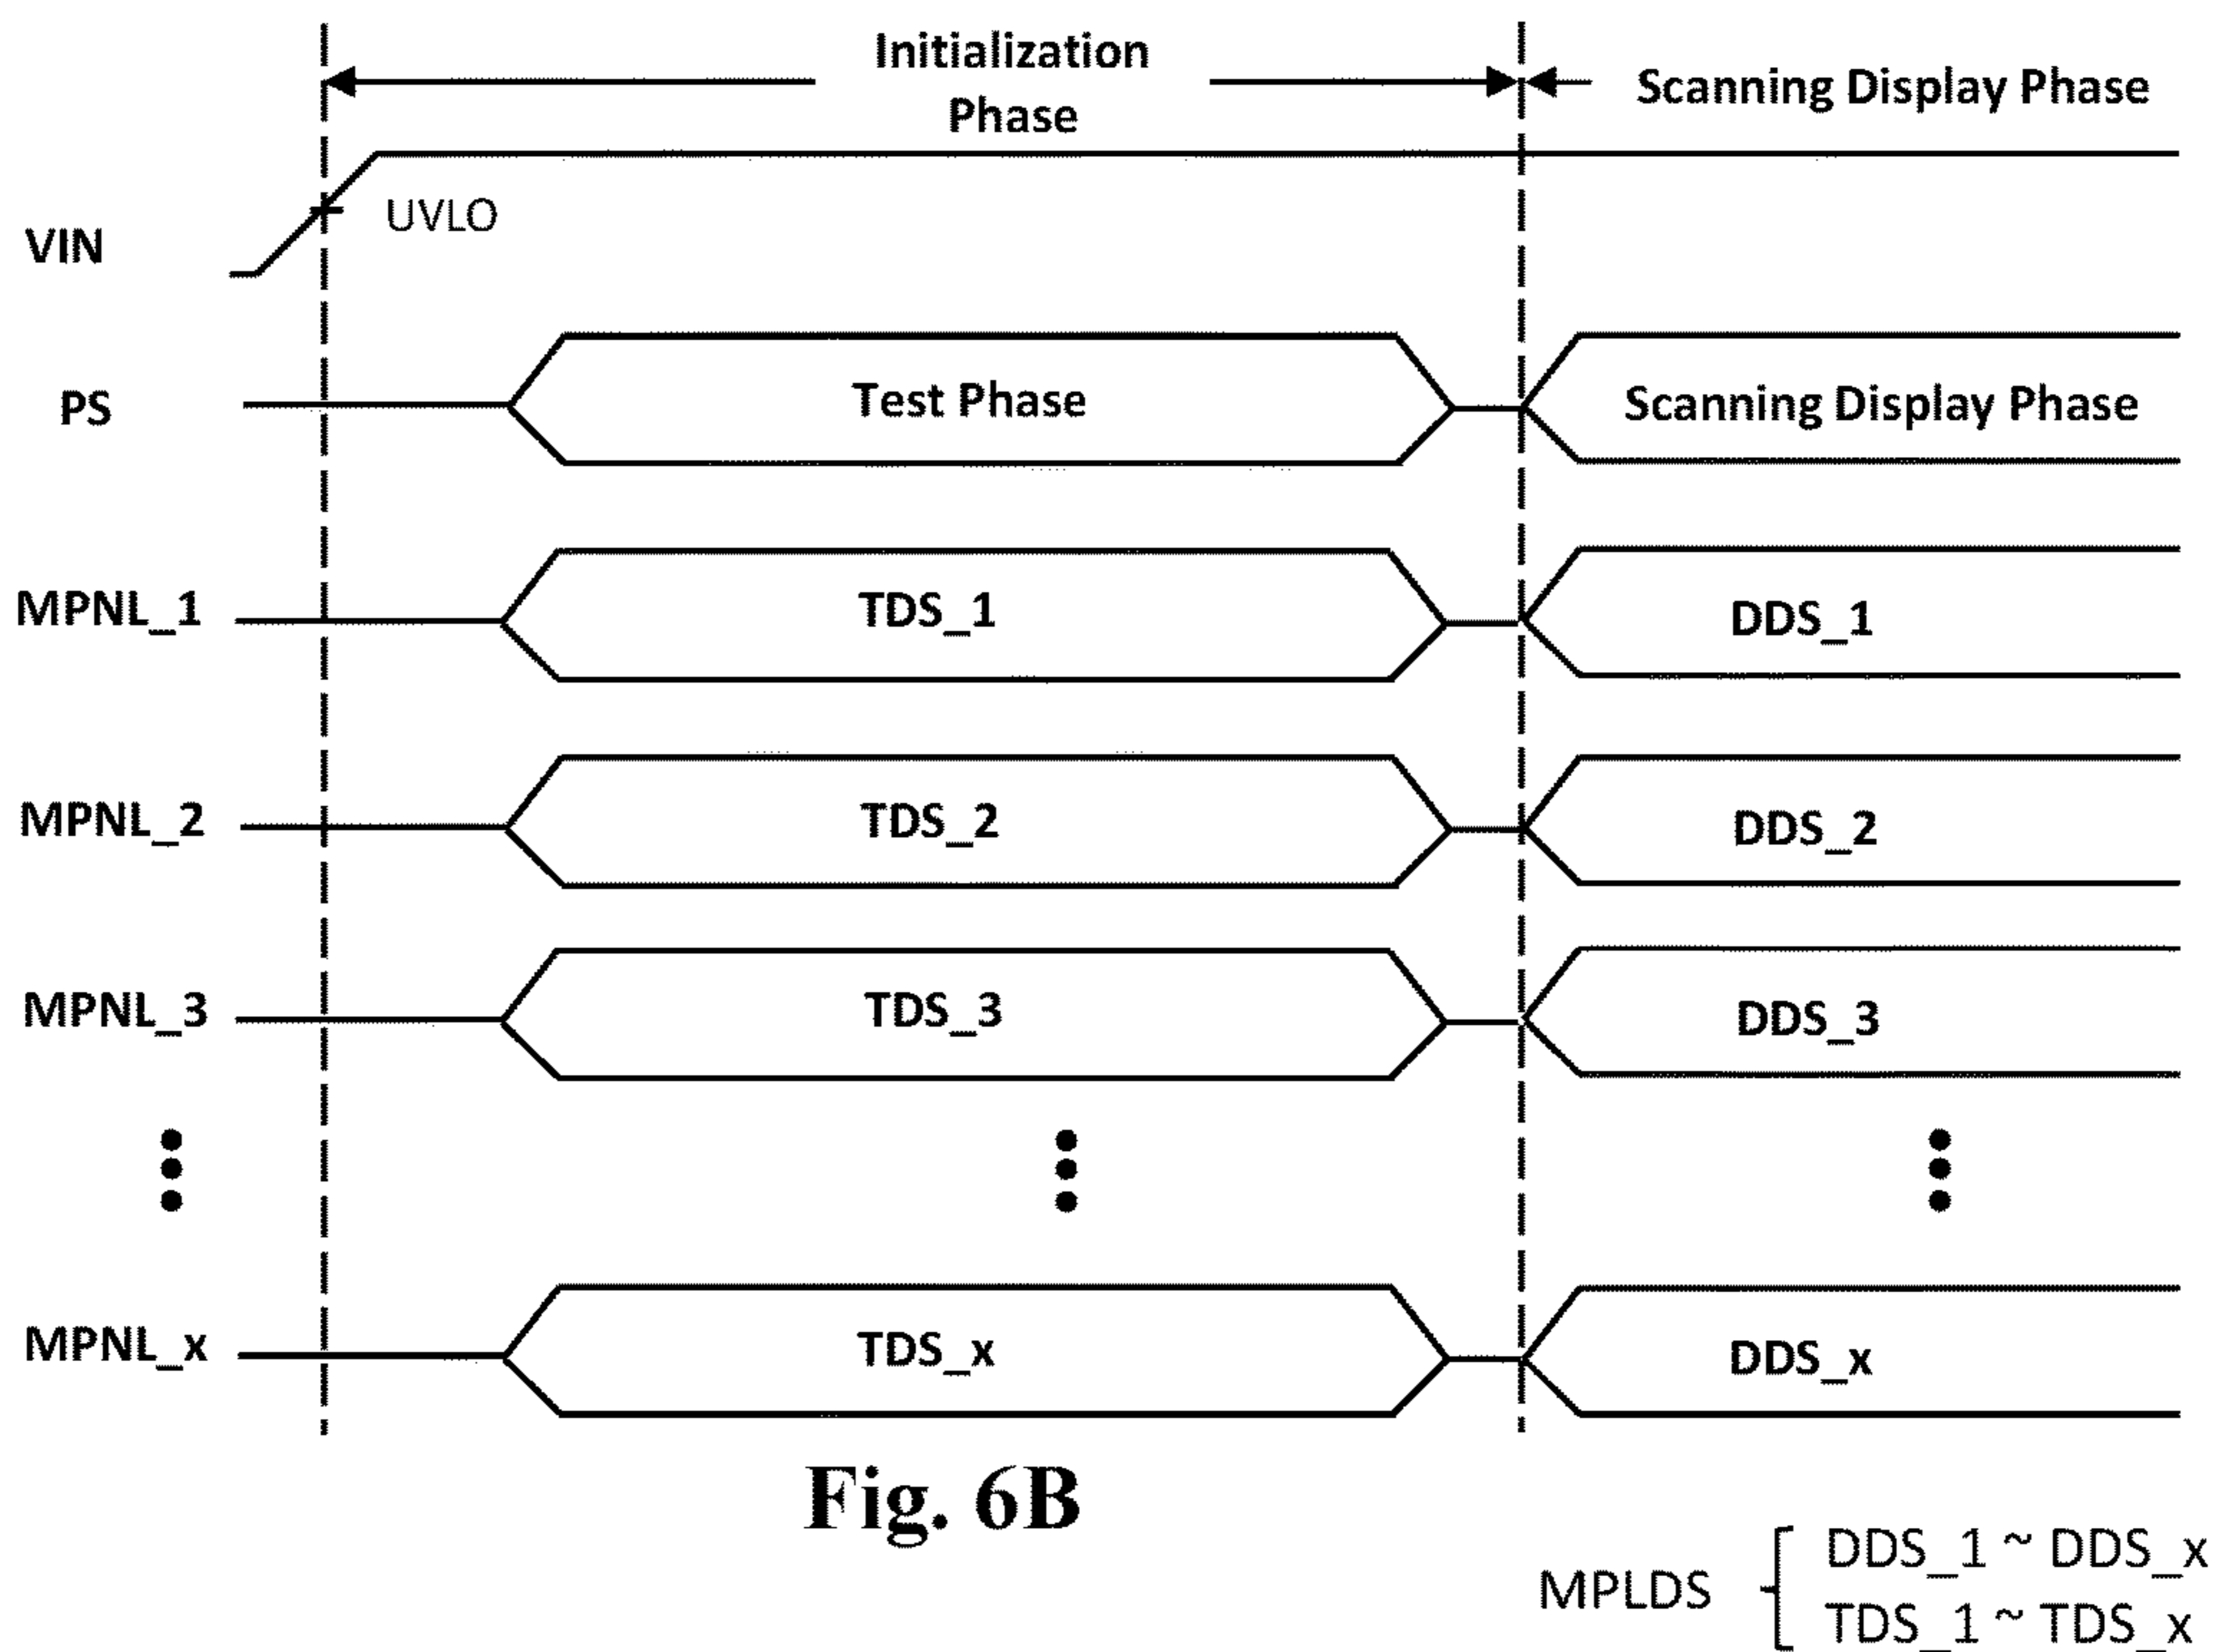 Initialization
Phase
Scanning Display Phase
VIN
UVLO
PS
Test Phase
Scanning Display Phase
MPNL_1
TDS_1
DDS_1
MPNL_2
TDS_2
DDS_2
MPNL_3
TDS_3
DDS_3
MPNL_x
TDS_x
DDS_x
Fig. 6B
MPLDS
DDS_1 ~ DDS_x
TDS_1 ~ TDS_x